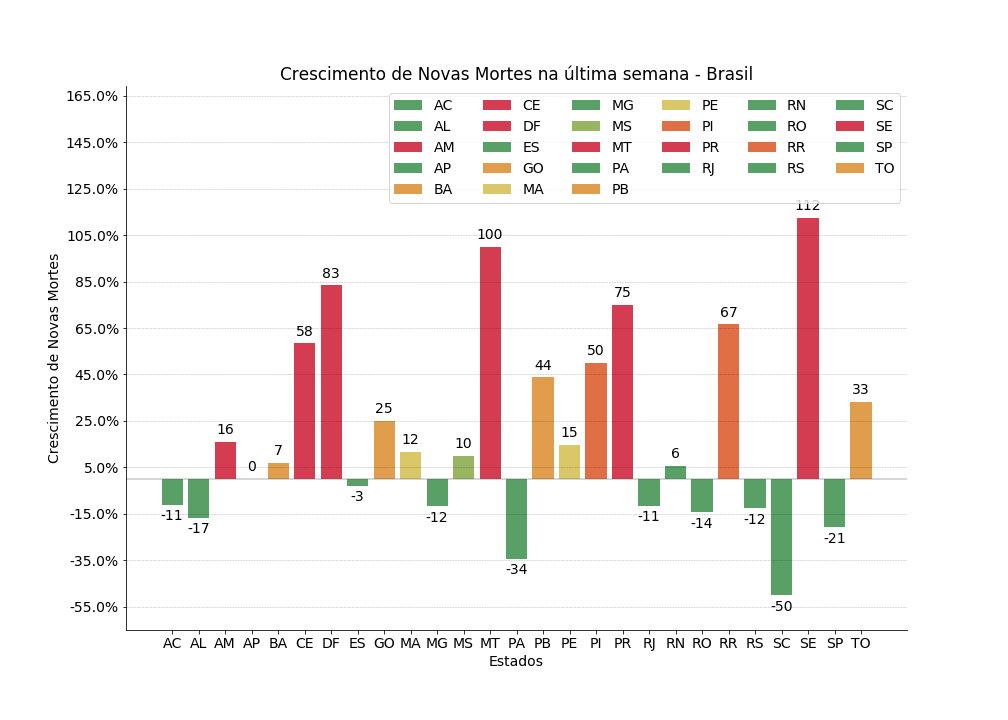 Crescimento de Novas Mortes na última semana - Brasil
AC CE MG PE RN SC
AL DF MS PI RO SE
AM ES MT PR RR SP
AP GO PA RJ RS TO
BA MA PB
165.0%
145.0%
125.0%
105.0%
85.0%
65.0%
45.0%
25.0%
5.0%
-15.0%
-35.0%
-55.0%
Crescimento de Novas Mortes
-11 -17 16 0 7 58 83 -3 25 12 -12 10 100 -34 44 15 50 75 -11 6 -14 67 -12 -50 112 -21 33
AC AL AM AP BA CE DF ES GO MA MG MS MT PA PB PE PI PR RJ RN RO RR RS SC SE SP TO
Estados